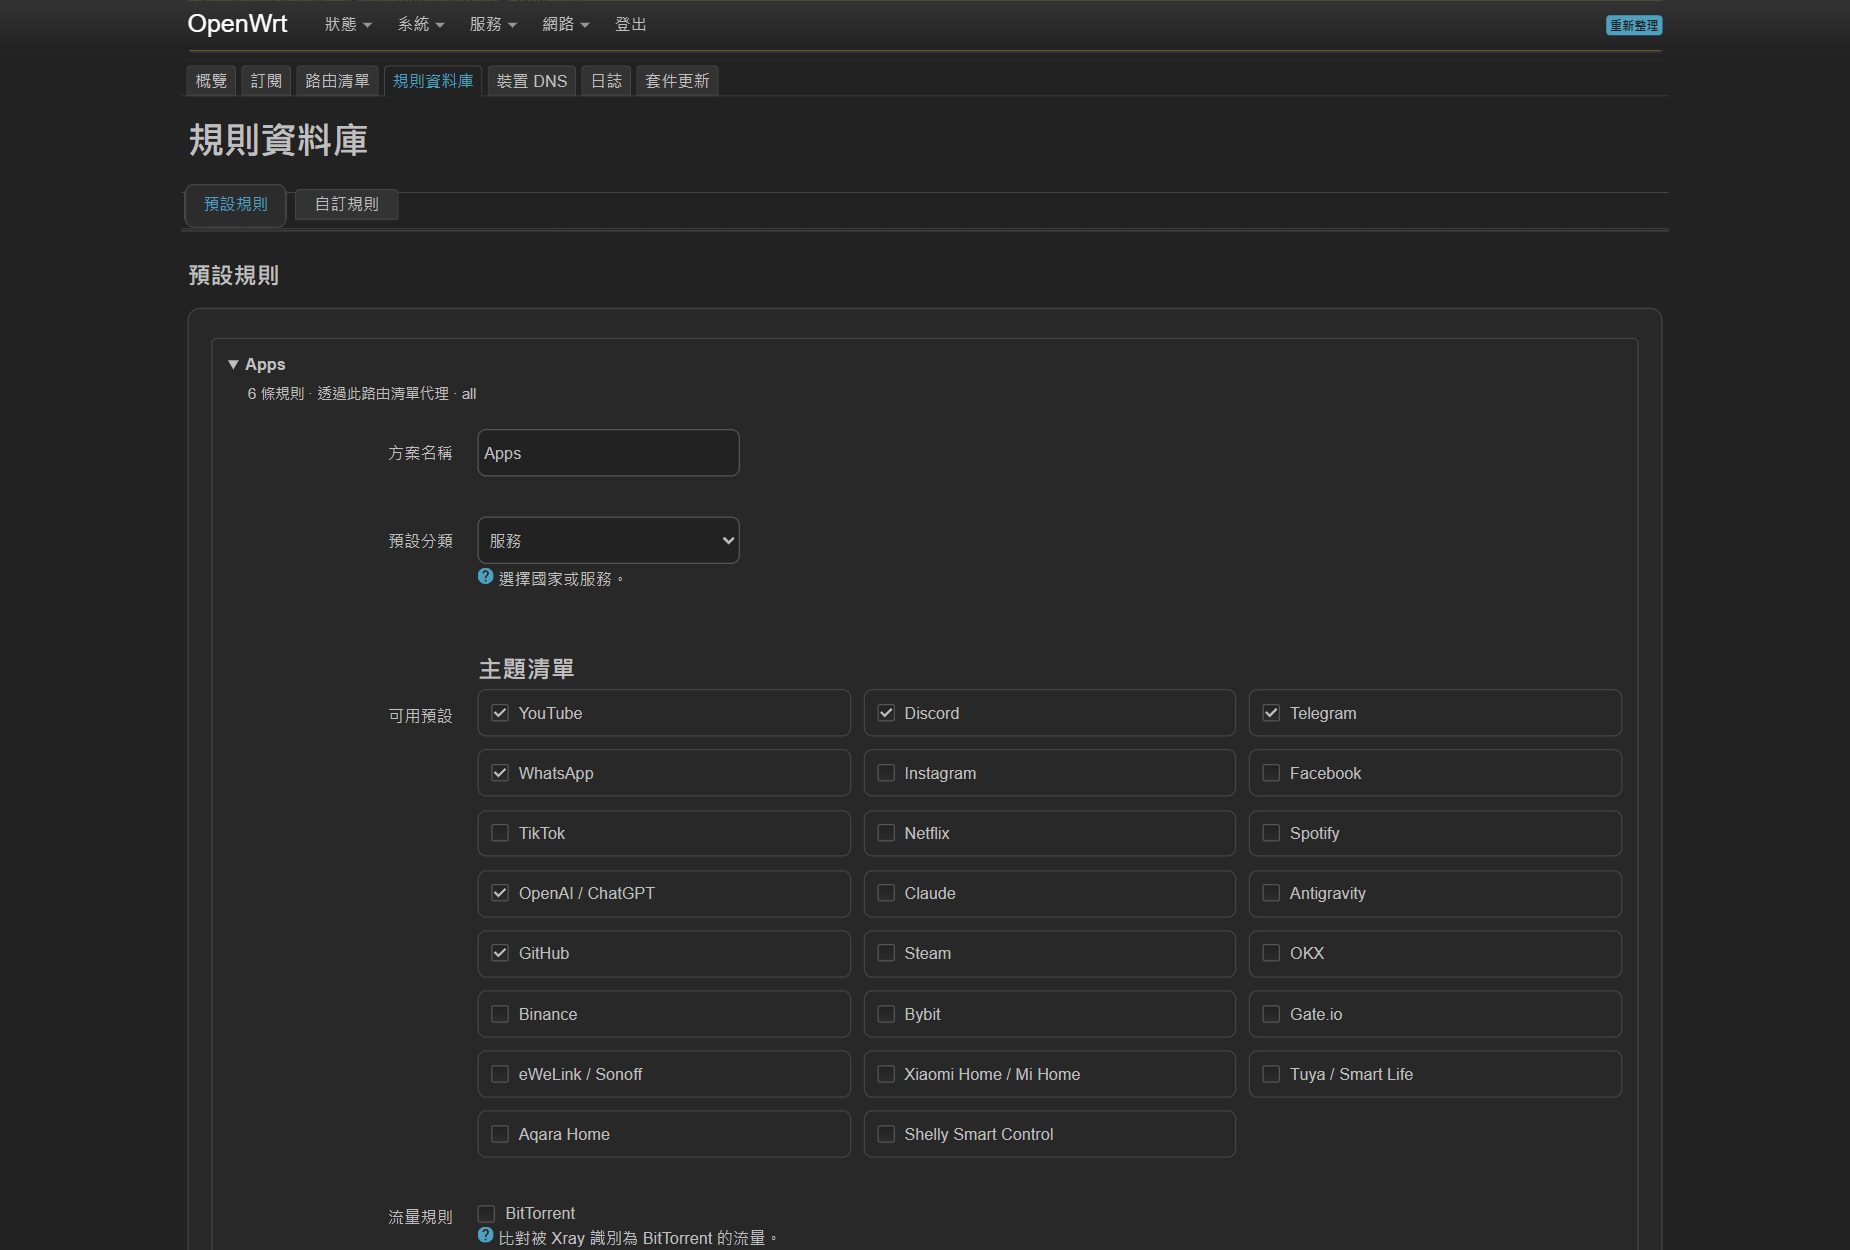 OpenWrt 狀態 系統 服務 網路 登出 重新整理
概覽 訂閱 路由清單 規則資料庫 裝置 DNS 日誌 套件更新
規則資料庫
預設規則 自訂規則
預設規則
▼ Apps
6 條規則 · 透過此路由清單代理 · all
方案名稱 Apps
預設分類 服務
選擇國家或服務。
主題清單
可用預設 YouTube Discord Telegram
WhatsApp Instagram Facebook
TikTok Netflix Spotify
OpenAI / ChatGPT Claude Antigravity
GitHub Steam OKX
Binance Bybit Gate.io
eWeLink / Sonoff Xiaomi Home / Mi Home Tuya / Smart Life
Aqara Home Shelly Smart Control
流量規則 BitTorrent
比對被 Xray 識別為 BitTorrent 的流量。